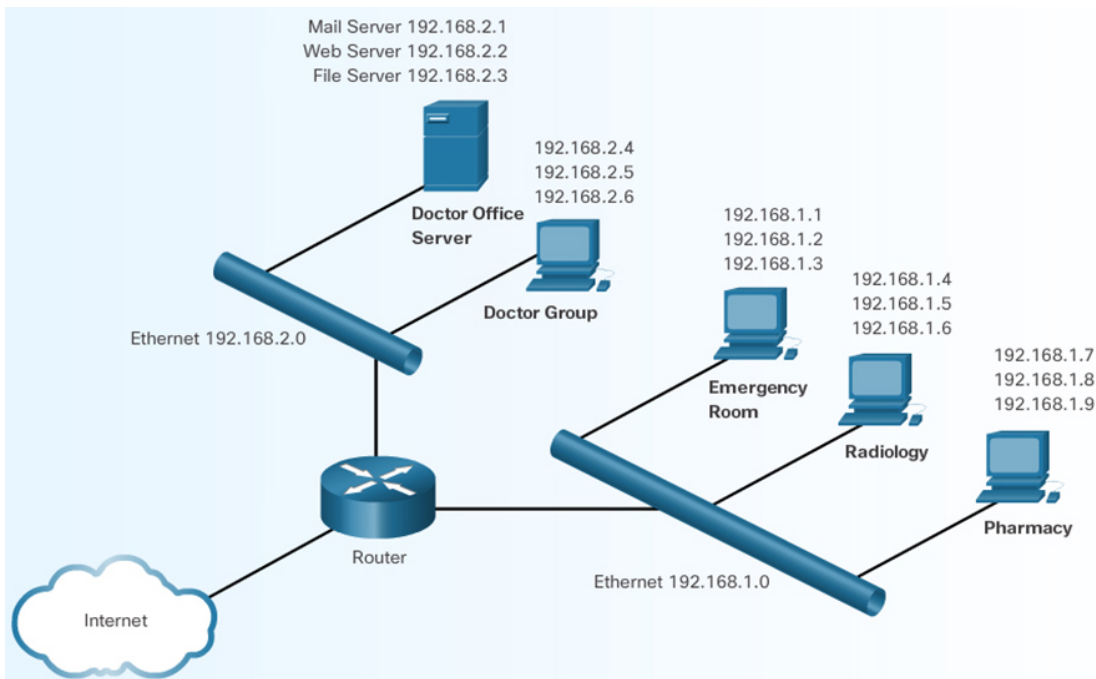 Mail Server 192.168.2.1
Web Server 192.168.2.2
File Server 192.168.2.3
192.168.2.4
192.168.2.5
192.168.2.6
Doctor Office
Server
192.168.1.1
192.168.1.2
192.168.1.3
192.168.1.4
192.168.1.5
192.168.1.6
Doctor Group
Ethernet 192.168.2.0
192.168.1.7
192.168.1.8
192.168.1.9
Emergency
Room
Radiology
Pharmacy
Router
Ethernet 192.168.1.0
Internet